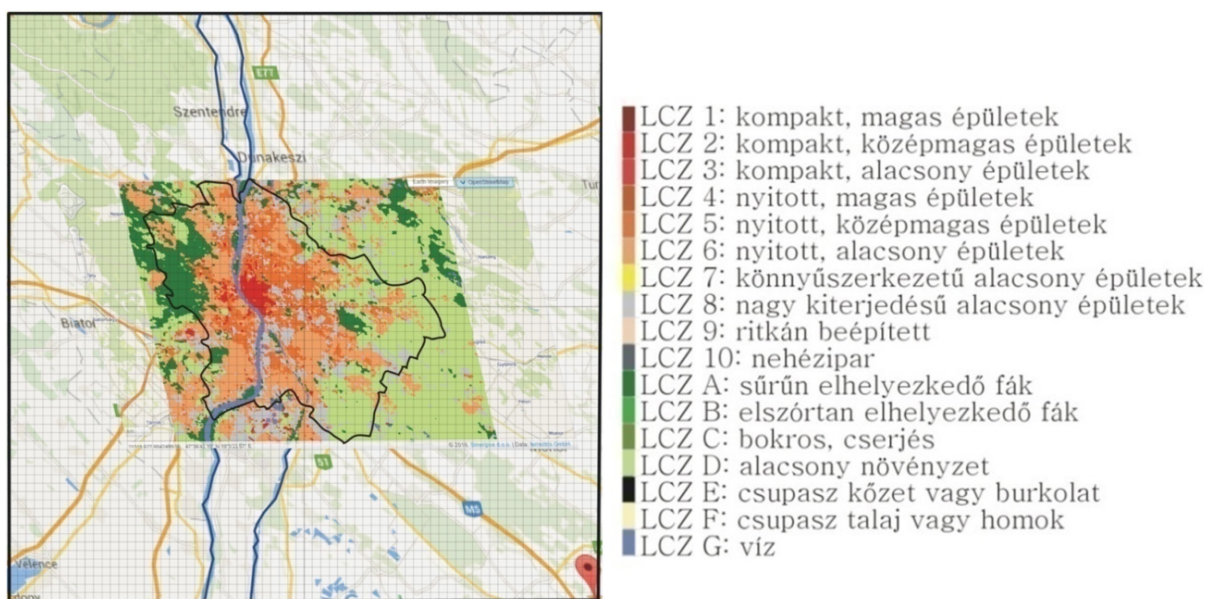 E77
Szentendre
Dunakeszi
Tur
Biator
51
M5
Velence
LCZ 1: kompakt, magas épületek
LCZ 2: kompakt, középmagas épületek
LCZ 3: kompakt, alacsony épületek
LCZ 4: nyitott, magas épületek
LCZ 5: nyitott, középmagas épületek
LCZ 6: nyitott, alacsony épületek
LCZ 7: könnyűszerkezetű alacsony épületek
LCZ 8: nagy kiterjedésű alacsony épületek
LCZ 9: ritkán beépített
LCZ 10: nehézipar
LCZ A: sűrűn elhelyezkedő fák
LCZ B: elszórtan elhelyezkedő fák
LCZ C: bokros, cserjés
LCZ D: alacsony növényzet
LCZ E: csupasz kőzet vagy burkolat
LCZ F: csupasz talaj vagy homok
LCZ G: víz